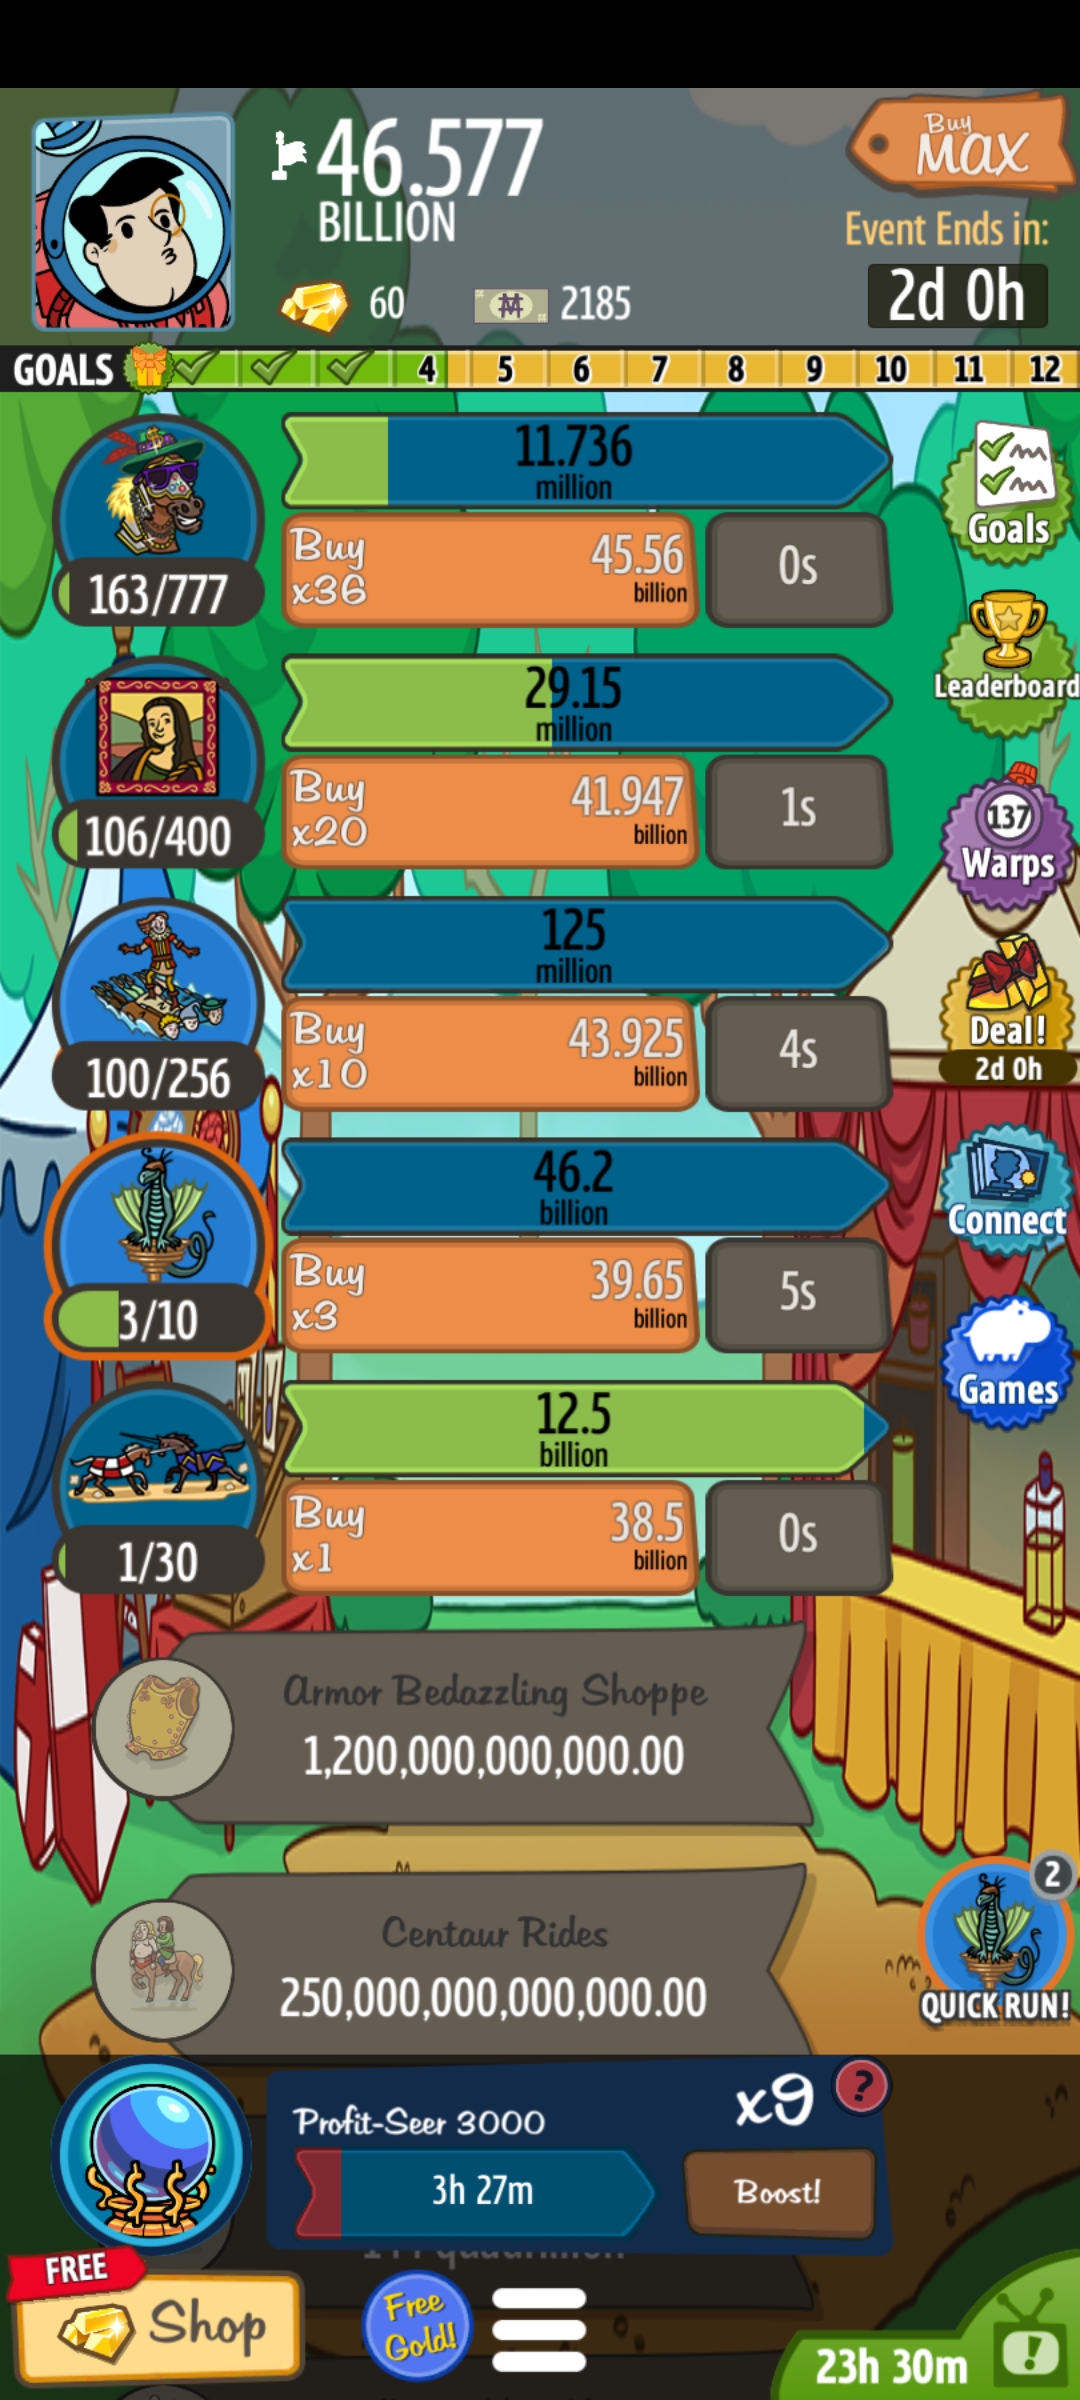 46.577
BILLION
Buy
MAX
Event Ends in:
2d 0h
60
2185
GOALS 4 5 6 7 8 9 10 11 12
11.736
million
163/777
Buy
x36
45.56
billion
0s
Goals
29.15
million
106/400
Buy
x20
41.947
billion
1s
Leaderboard
137
Warps
125
million
100/256
Buy
x10
43.925
billion
4s
Deal!
2d 0h
46.2
billion
3/10
Buy
x3
39.65
billion
5s
Connect
Games
12.5
billion
1/30
Buy
x1
38.5
billion
0s
Armor Bedazzling Shoppe
1,200,000,000,000.00
Centaur Rides
250,000,000,000,000.00
2
QUICK RUN!
Profit-Seer 3000
x9
?
3h 27m
Boost!
FREE
Shop
Free
Gold!
23h 30m
!